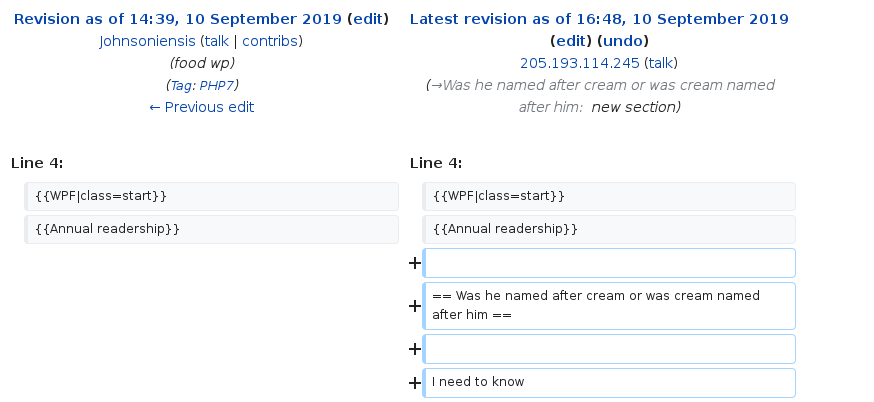 Revision as of 14:39, 10 September 2019 (edit)
Johnsoniensis (talk | contribs)
(food wp)
(Tag: PHP7)
← Previous edit
Latest revision as of 16:48, 10 September 2019
(edit) (undo)
205.193.114.245 (talk)
(→Was he named after cream or was cream named
after him: new section)
Line 4:
{{WPF|class=start}}
{{Annual readership}}
Line 4:
{{WPF|class=start}}
{{Annual readership}}
+
+ == Was he named after cream or was cream named
after him ==
+
+ I need to know